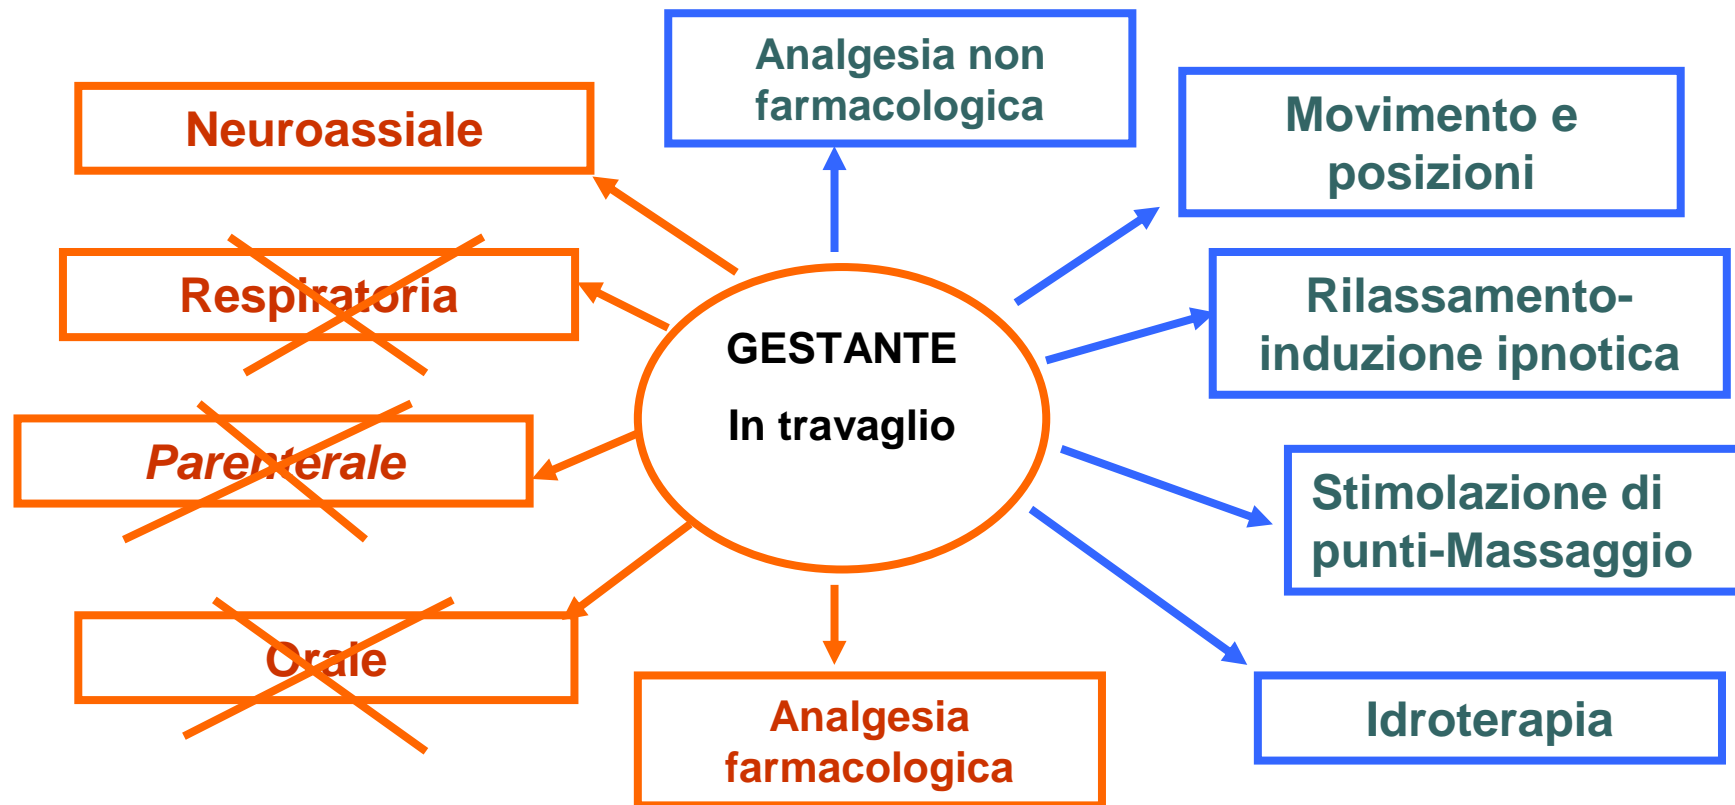 Analgesia non
farmacologica
Neuroassiale
Movimento e
posizioni
Respiratoria
Rilassamento-
induzione ipnotica
GESTANTE
In travaglio
Parenterale
Stimolazione di
punti-Massaggio
Orale
Idroterapia
Analgesia
farmacologica